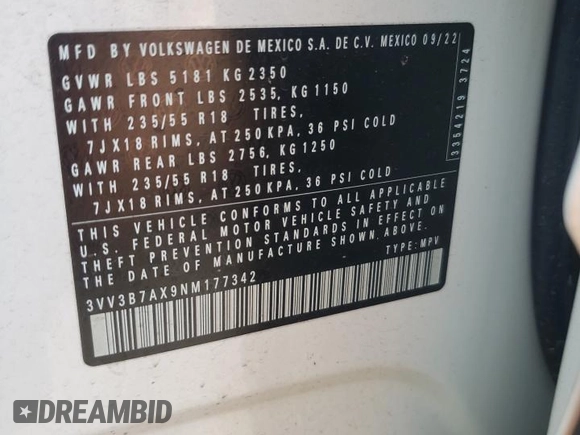 MFD BY VOLKSWAGEN DE MEXICO S.A. DE C.V. MEXICO 09/22
GVWR LBS 5181 KG 2350
GAWR FRONT LBS 2535, KG 1150
WITH 235/55 R18 TIRES,
7JX18 RIMS, AT 250 KPA, 36 PSI COLD
GAWR REAR LBS 2756, KG 1250
WITH 235/55 R18 TIRES,
7JX18 RIMS, AT 250 KPA, 36 PSI COLD
THIS VEHICLE CONFORMS TO ALL APPLICABLE
U.S. FEDERAL MOTOR VEHICLE SAFETY AND
THEFT PREVENTION STANDARDS IN EFFECT ON
THE DATE OF MANUFACTURE SHOWN ABOVE.
3VV3B7AX9NM177342 TYPE: MPV
3354219 3724
DREAMBID